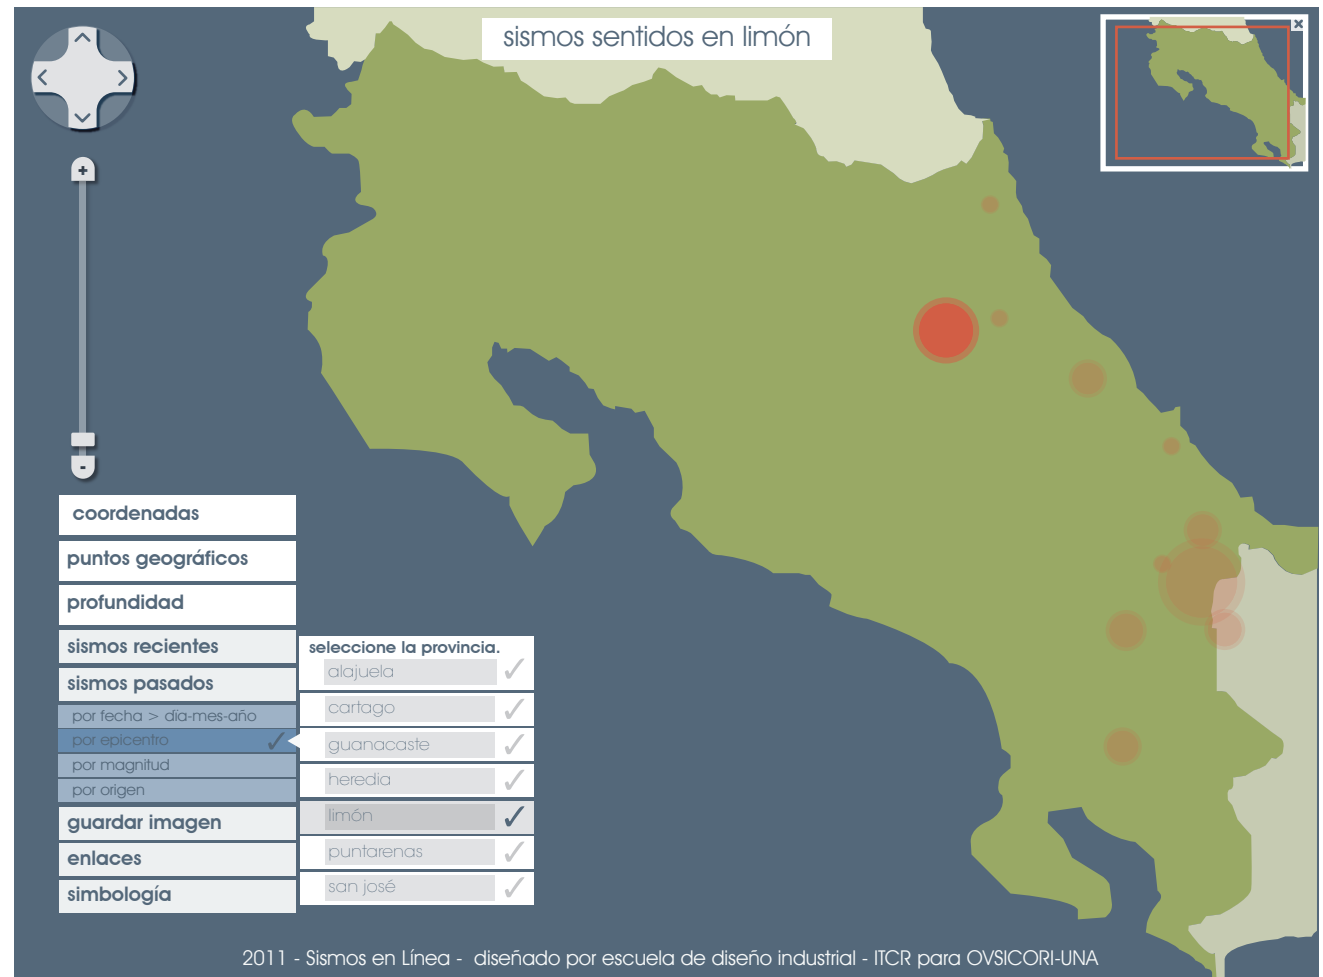 sismos sentidos en limón
coordenadas
puntos geográficos
profundidad
sismos recientes
sismos pasados
por fecha > día-mes-año
por epicentro
por magnitud
por origen
guardar imagen
enlaces
simbología
seleccione la provincia.
alajuela
cartago
guanacaste
heredia
limón
puntarenas
san josé
2011 - Sismos en Línea - diseñado por escuela de diseño industrial - ITCR para OVSICORI-UNA